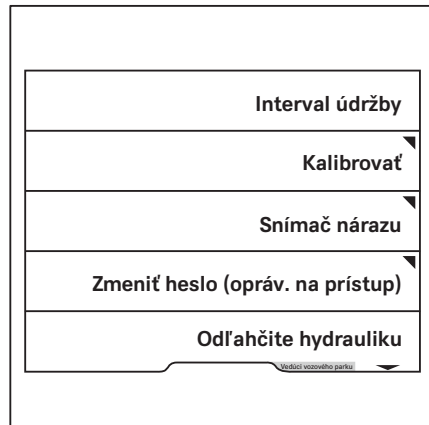 Interval údržby
Kalibrovať
Snímač nárazu
Zmeniť heslo (opráv. na prístup)
Odľahčite hydrauliku
Vedúci vozového parku